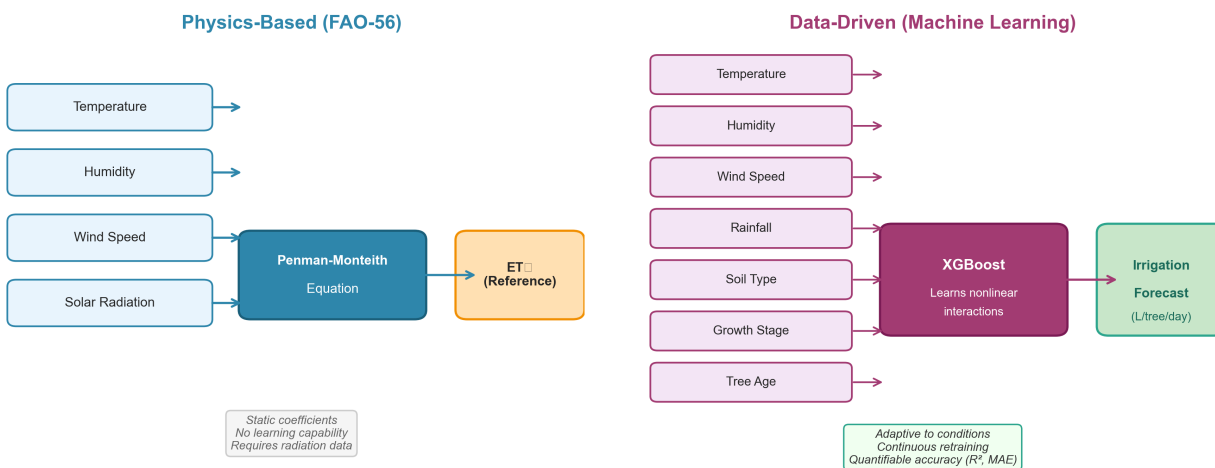 Physics-Based (FAO-56)
Temperature
Humidity
Wind Speed
Solar Radiation
Penman-Monteith
Equation
ET□
(Reference)
Static coefficients
No learning capability
Requires radiation data
Data-Driven (Machine Learning)
Temperature
Humidity
Wind Speed
Rainfall
Soil Type
Growth Stage
Tree Age
XGBoost
Learns nonlinear
interactions
Irrigation
Forecast
(L/tree/day)
Adaptive to conditions
Continuous retraining
Quantifiable accuracy (R², MAE)